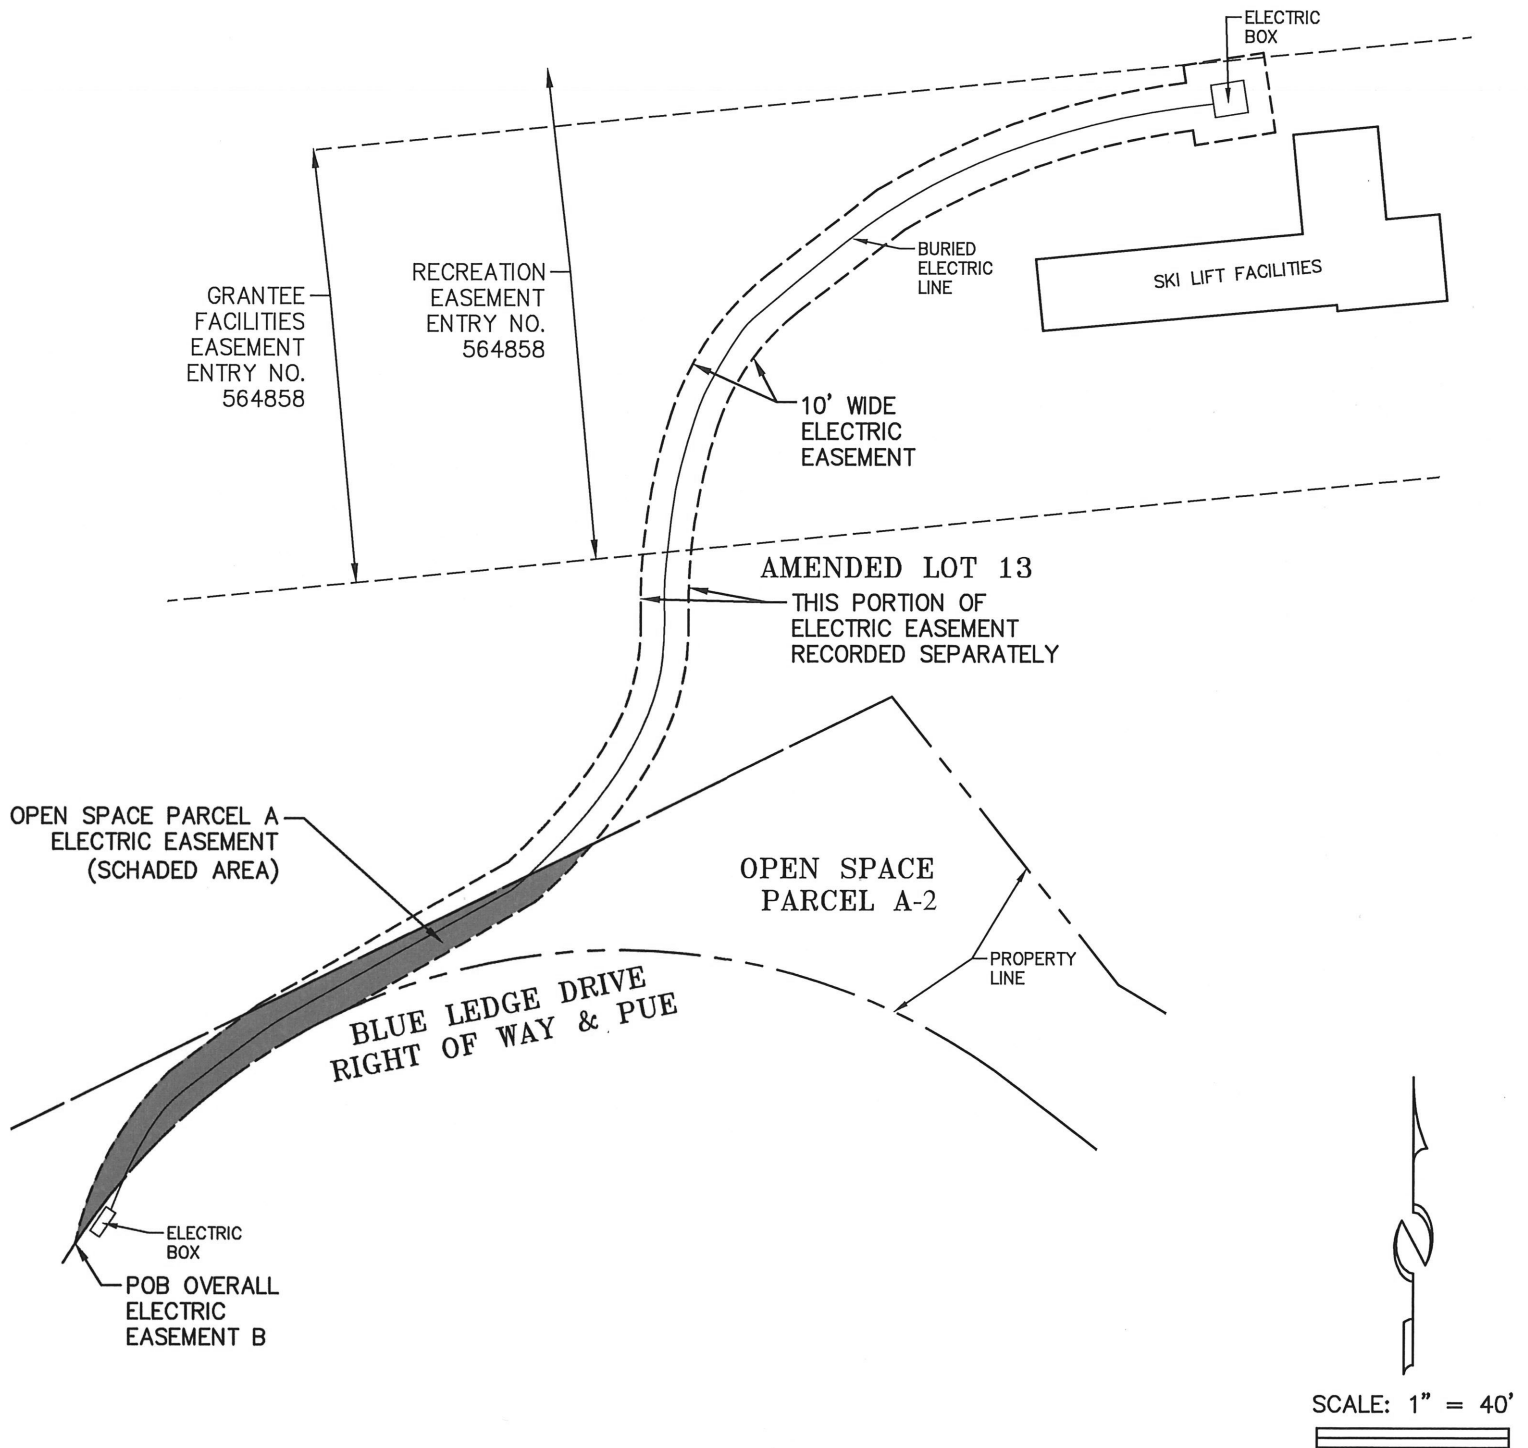 ELECTRIC
BOX
RECREATION
EASEMENT
ENTRY NO.
564858
GRANTEE
FACILITIES
EASEMENT
ENTRY NO.
564858
BURIED
ELECTRIC
LINE
SKI LIFT FACILITIES
10' WIDE
ELECTRIC
EASEMENT
AMENDED LOT 13
THIS PORTION OF
ELECTRIC EASEMENT
RECORDED SEPARATELY
OPEN SPACE PARCEL A
ELECTRIC EASEMENT
(SCHADED AREA)
OPEN SPACE
PARCEL A-2
PROPERTY
LINE
BLUE LEDGE DRIVE
RIGHT OF WAY & PUE
ELECTRIC
BOX
POB OVERALL
ELECTRIC
EASEMENT B
SCALE: 1" = 40'